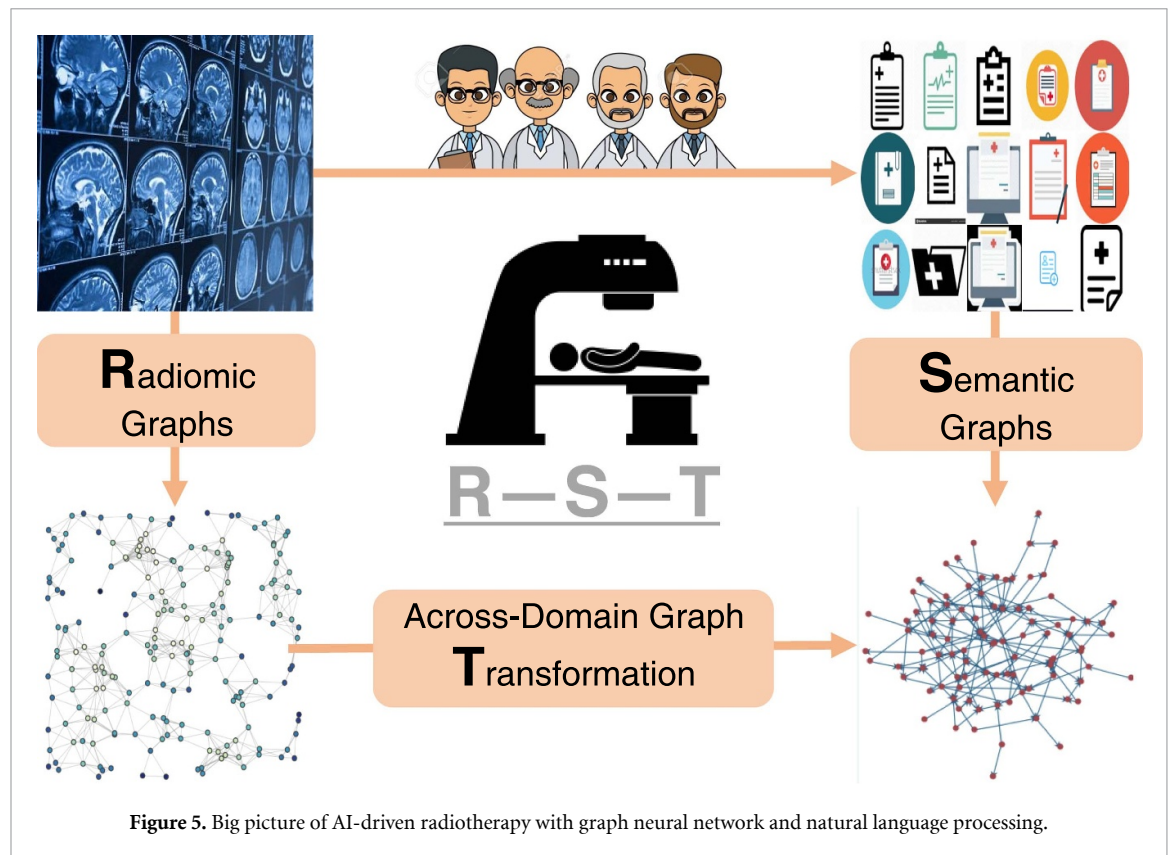 Radiomic
Graphs
Semantic
Graphs
R—S—T
Across-Domain Graph
Transformation
Figure 5. Big picture of AI-driven radiotherapy with graph neural network and natural language processing.